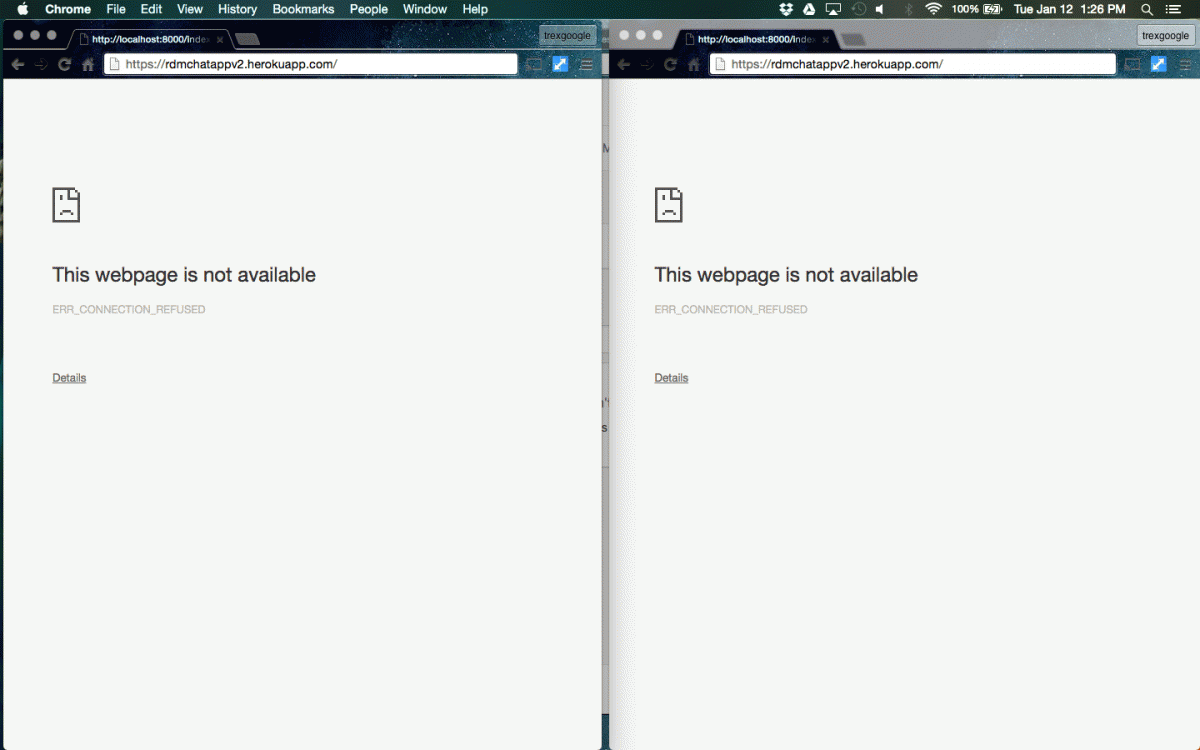 Chrome File Edit View History Bookmarks People Window Help 100% Tue Jan 12 1:26 PM
http://localhost:8000/inde
trexgoogle
https://rdmchatappv2.herokuapp.com/
This webpage is not available
ERR_CONNECTION_REFUSED
Details
http://localhost:8000/inde
trexgoogle
https://rdmchatappv2.herokuapp.com/
This webpage is not available
ERR_CONNECTION_REFUSED
Details